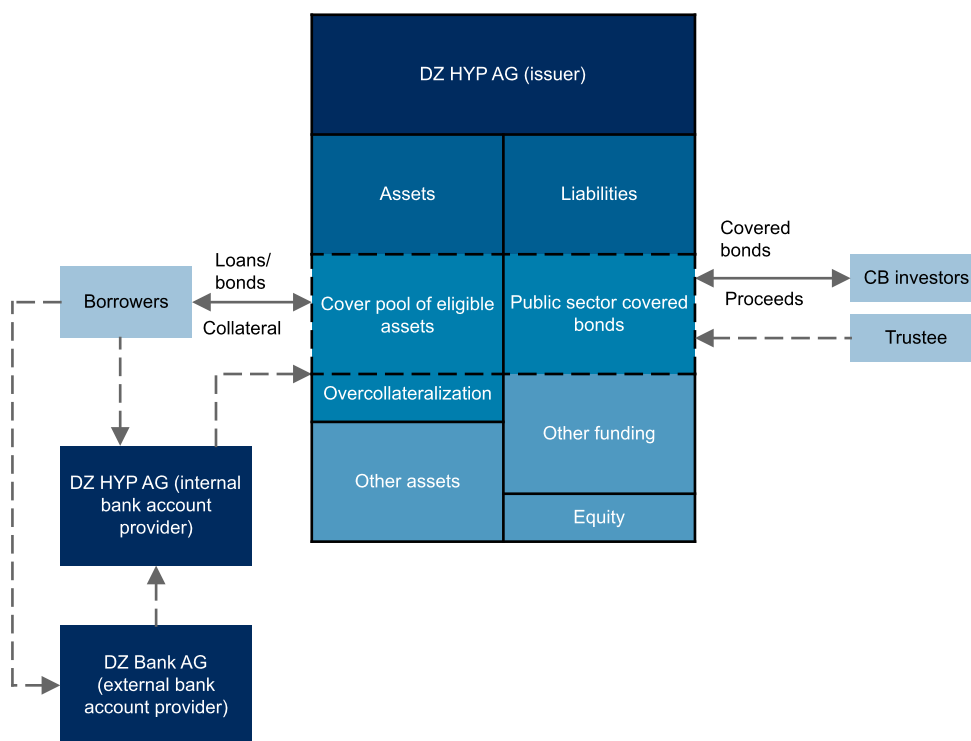 DZ HYP AG (issuer)
Assets
Liabilities
Covered
bonds
Loans/
bonds
Borrowers
Collateral
Cover pool of eligible
assets
Public sector covered
bonds
CB investors
Proceeds
Trustee
Overcollateralization
Other funding
Other assets
Equity
DZ HYP AG (internal
bank account
provider)
DZ Bank AG
(external bank
account provider)